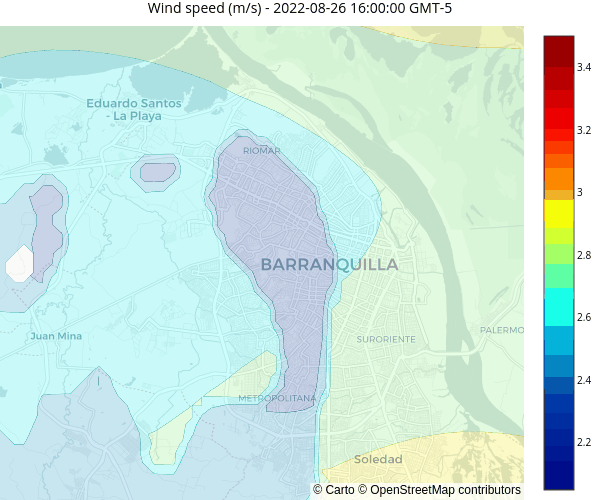 Wind speed (m/s) - 2022-08-26 16:00:00 GMT-5
3.4
3.2
3
2.8
2.6
2.4
2.2
Eduardo Santos
- La Playa
RIOMAR
BARRANQUILLA
Juan Mina
SURORIENTE
PALERMO
METROPOLITANA
Soledad
© Carto © OpenStreetMap contributors